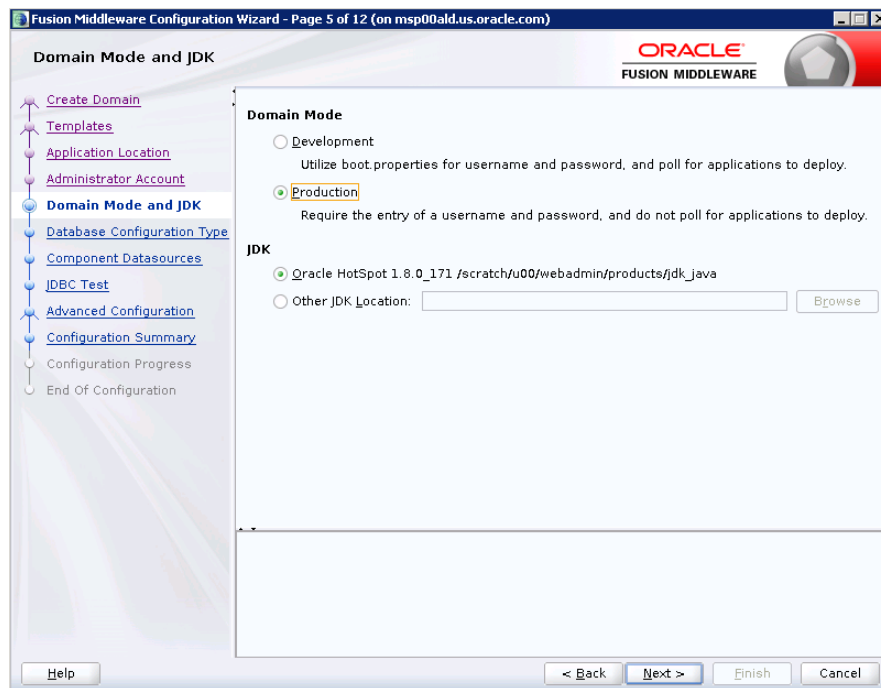 Fusion Middleware Configuration Wizard - Page 5 of 12 (on msp00ald.us.oracle.com)
Domain Mode and JDK
ORACLE
FUSION MIDDLEWARE
Create Domain
Templates
Application Location
Administrator Account
Domain Mode and JDK
Database Configuration Type
Component Datasources
JDBC Test
Advanced Configuration
Configuration Summary
Configuration Progress
End Of Configuration
Domain Mode
Development
Utilize boot.properties for username and password, and poll for applications to deploy.
Production
Require the entry of a username and password, and do not poll for applications to deploy.
JDK
Oracle HotSpot 1.8.0_171 /scratch/u00/webadmin/products/jdk_java
Other JDK Location:
Browse
Help
< Back
Next >
Finish
Cancel